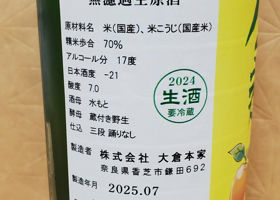 無濾過生原酒
原材料名 米(国産)、米こうじ(国産米)
精米歩合 70%
アルコール分 17度
日本酒度 -21
酸度 7.0
酒母 水もと
酵母 蔵付き野生
仕込 三段 踊りなし
2024
生酒
要冷蔵
製造者 株式会社 大倉本家
奈良県香芝市鎌田692
製造年月 2025.07